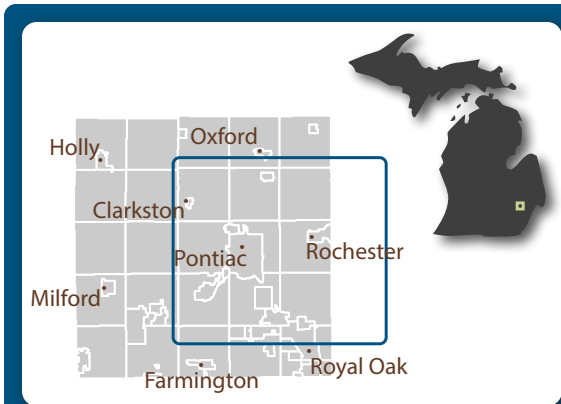 Oxford
Holly
Clarkston
Pontiac
Rochester
Milford
Royal Oak
Farmington